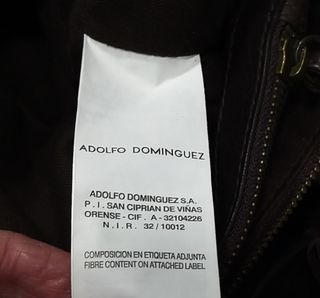 ADOLFO DOMINGUEZ
ADOLFO DOMINGUEZ S.A.
P.I. SAN CIPRIAN DE VIÑAS
ORENSE - CIF. A - 32104226
N.I.R. 32 / 10012
COMPOSICION EN ETIQUETA ADJUNTA
FIBRE CONTENT ON ATTACHED LABEL